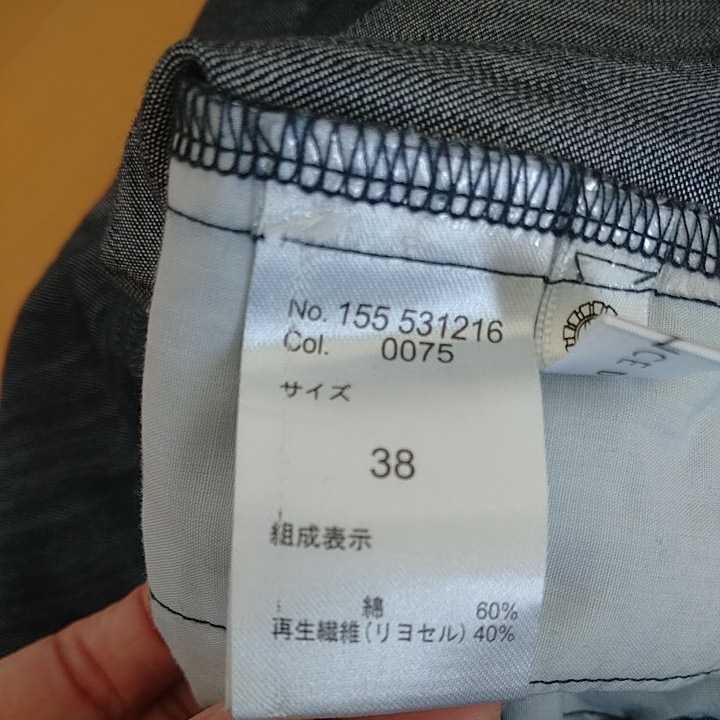 No. 155 531216
Col. 0075
サイズ
38
組成表示
綿 60%
再生繊維(リヨセル) 40%